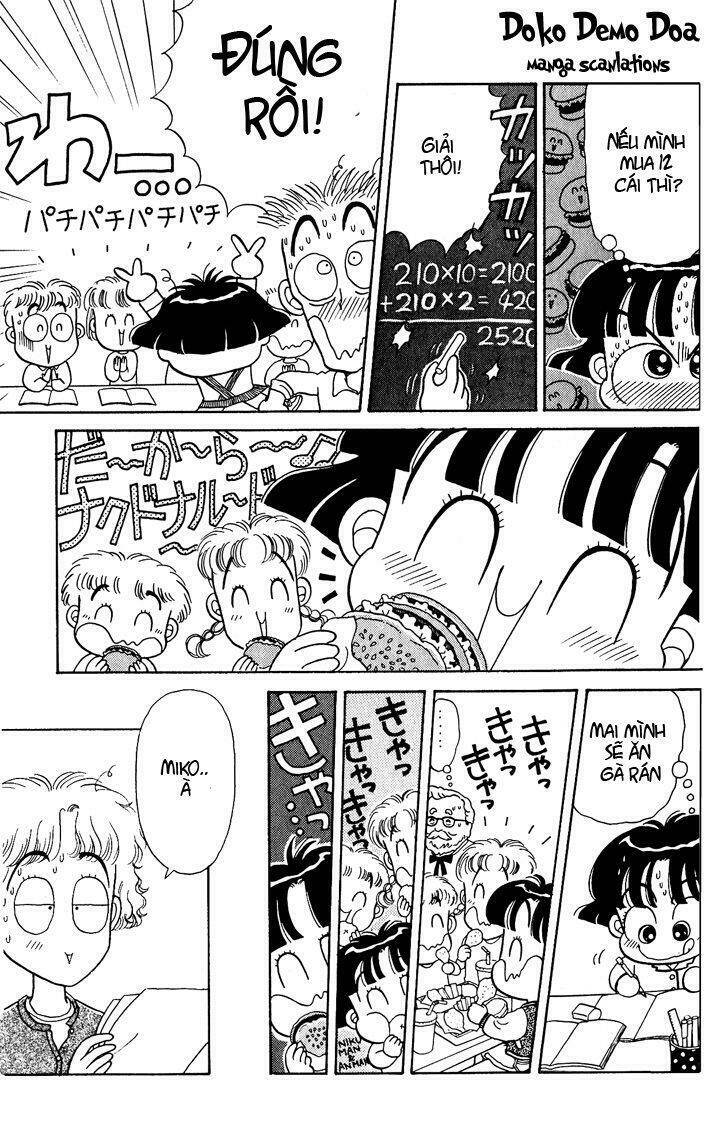 Doko Demo Doa
manga scanlations
NẾU MÌNH
MUA 12
CÁI THÌ?
GIẢI
THÔI!
カッカッ
210×10=2100
+210×2=420
2520
ĐÚNG
RỒI!
わー...
パチパチパチパチ
だ～か～ら～♪
ナクドナル～ド
MAI MÌNH
SẼ ĂN
GÀ RÁN
きゃっ
きゃっ
......
きゃっ
きゃっ
きゃっ
NIKU
MAN
&
ANMAN
きゃっ...
MIKO..
À